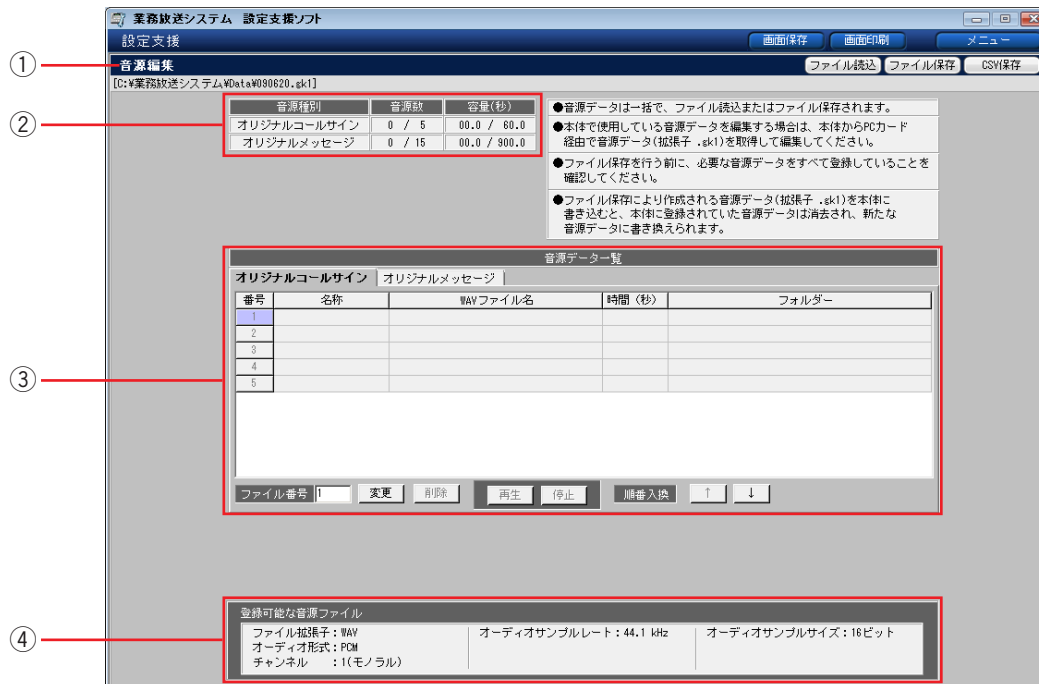 業務放送システム 設定支援ソフト
設定支援
画面保存
画面印刷
メニュー
①
音源編集
ファイル読込
ファイル保存
CSV保存
[C:¥業務放送システム¥Data¥090620.gk1]
②
音源種別 音源数 容量(秒)
オリジナルコールサイン 0 / 5 00.0 / 60.0
オリジナルメッセージ 0 / 15 00.0 / 900.0
●音源データは一括で、ファイル読込またはファイル保存されます。
●本体で使用している音源データを編集する場合は、本体からPCカード
経由で音源データ(拡張子 .gk1)を取得して編集してください。
●ファイル保存を行う前に、必要な音源データをすべて登録していることを
確認してください。
●ファイル保存により作成される音源データ(拡張子 .gk1)を本体に
書き込むと、本体に登録されていた音源データは消去され、新たな
音源データに書き換えられます。
③
音源データ一覧
オリジナルコールサイン オリジナルメッセージ
番号 名称 WAVファイル名 時間(秒) フォルダー
1
2
3
4
5
ファイル番号 1 変更 削除 再生 停止 順番入換 ↑ ↓
④
登録可能な音源ファイル
ファイル拡張子:WAV オーディオサンプルレート:44.1 kHz オーディオサンプルサイズ:16ビット
オーディオ形式:PCM
チャンネル :1(モノラル)